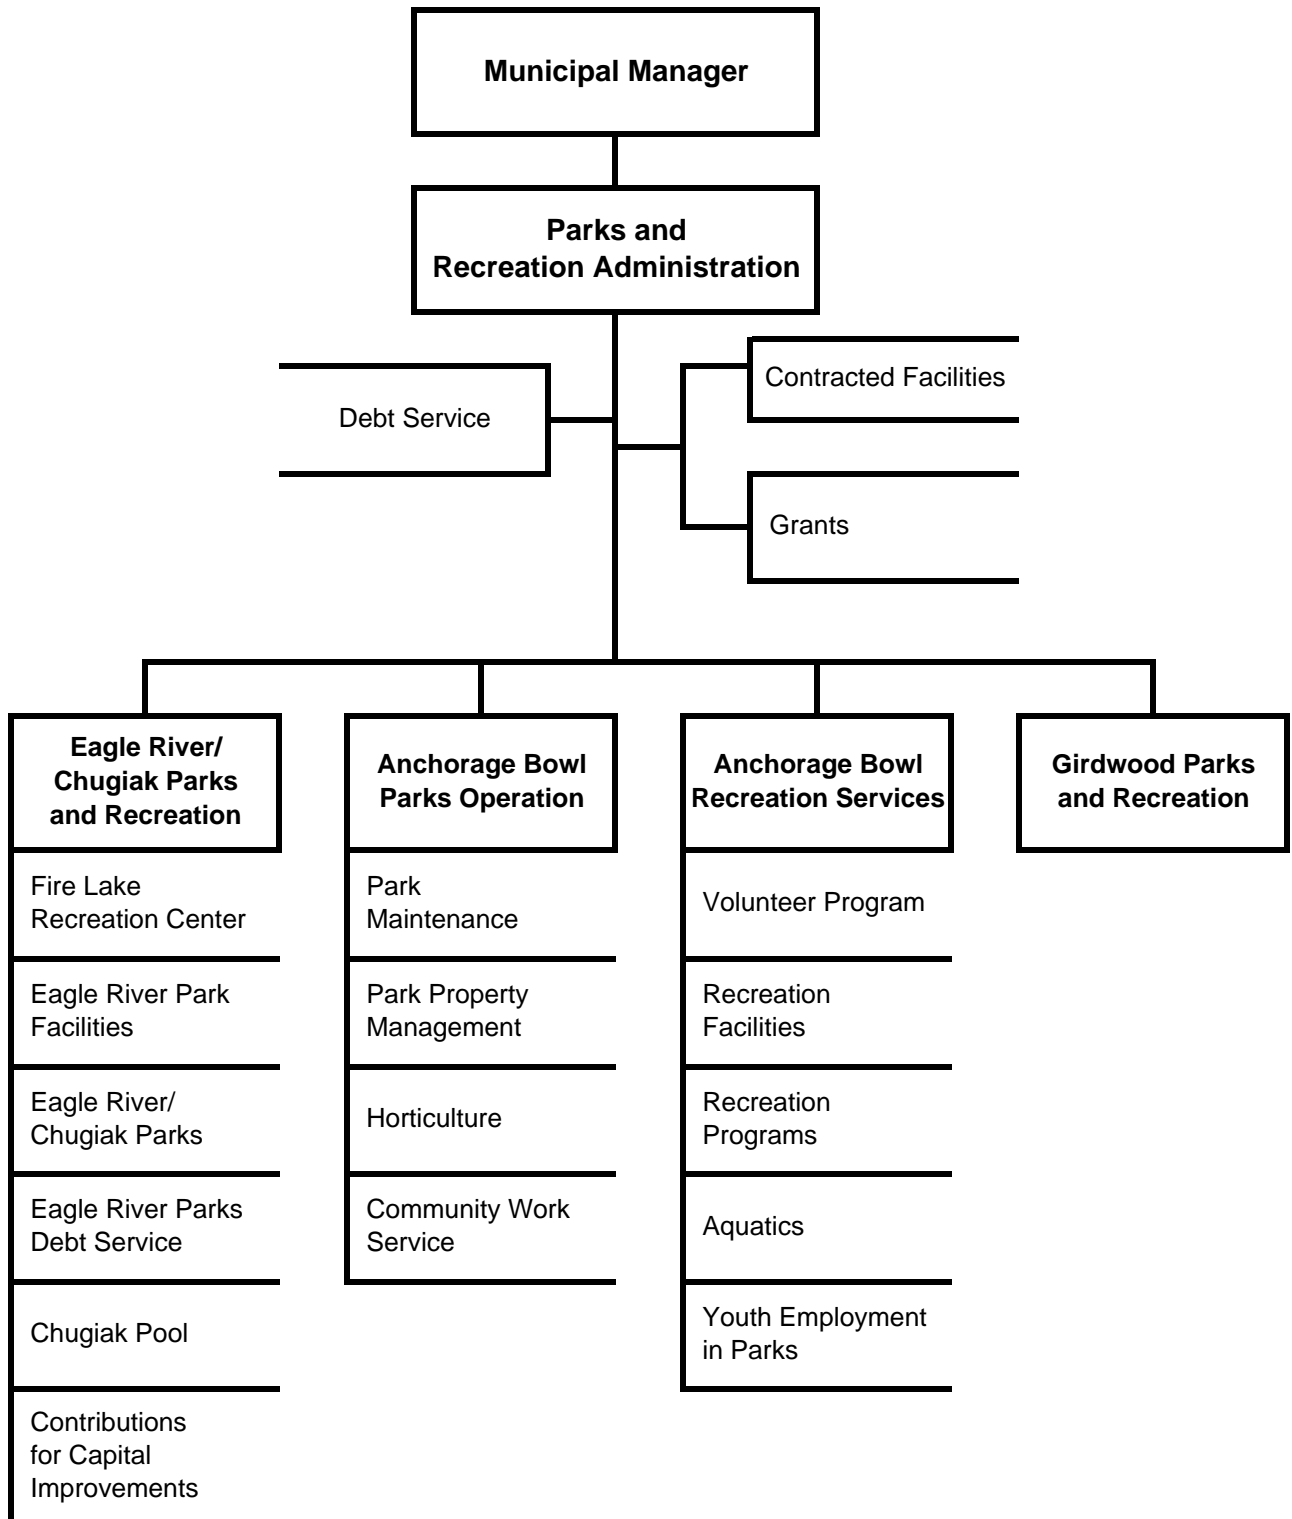 Municipal Manager
Parks and
Recreation Administration
Debt Service
Contracted Facilities
Grants
Eagle River/
Chugiak Parks
and Recreation
Fire Lake
Recreation Center
Eagle River Park
Facilities
Eagle River/
Chugiak Parks
Eagle River Parks
Debt Service
Chugiak Pool
Contributions
for Capital
Improvements
Anchorage Bowl
Parks Operation
Park
Maintenance
Park Property
Management
Horticulture
Community Work
Service
Anchorage Bowl
Recreation Services
Volunteer Program
Recreation
Facilities
Recreation
Programs
Aquatics
Youth Employment
in Parks
Girdwood Parks
and Recreation